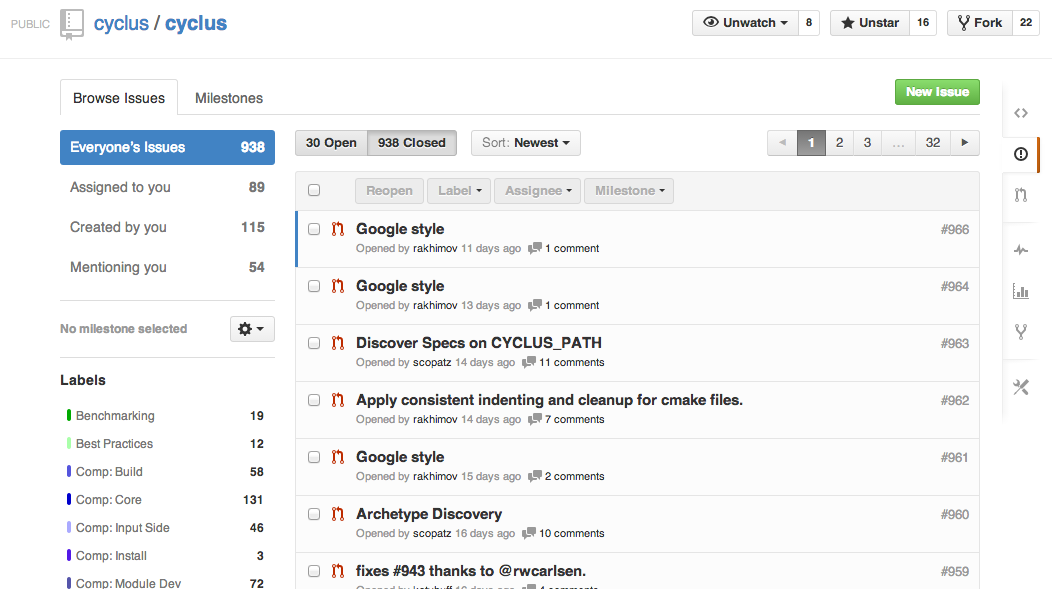 PUBLIC cyclus / cyclus
Unwatch 8 Unstar 16 Fork 22
Browse Issues Milestones New Issue
Everyone's Issues 938
Assigned to you 89
Created by you 115
Mentioning you 54
No milestone selected
Labels
Benchmarking 19
Best Practices 12
Comp: Build 58
Comp: Core 131
Comp: Input Side 46
Comp: Install 3
Comp: Module Dev 72
30 Open 938 Closed Sort: Newest
1 2 3 ... 32
Reopen Label Assignee Milestone
Google style #966
Opened by rakhimov 11 days ago 1 comment
Google style #964
Opened by rakhimov 13 days ago 1 comment
Discover Specs on CYCLUS_PATH #963
Opened by scopatz 14 days ago 11 comments
Apply consistent indenting and cleanup for cmake files. #962
Opened by rakhimov 14 days ago 7 comments
Google style #961
Opened by rakhimov 15 days ago 2 comments
Archetype Discovery #960
Opened by scopatz 16 days ago 10 comments
fixes #943 thanks to @rwcarlsen. #959